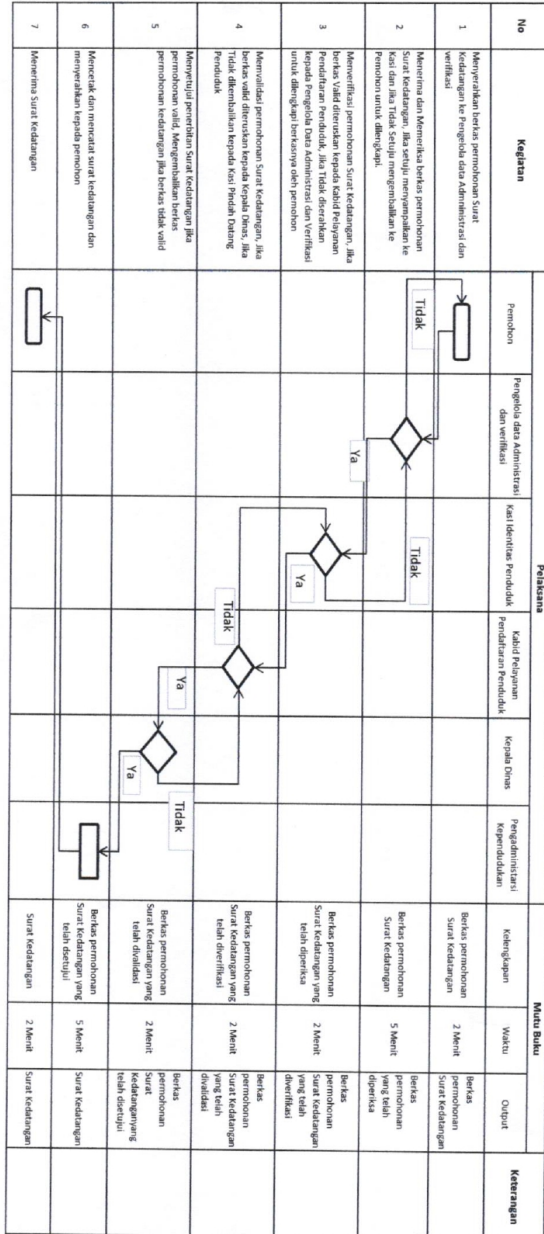 No
Kegiatan
Pelaksana
Mutu Buku
Keterangan
Pemohon
Pengelola data Administrasi
dan verifikasi
Kasi Identitas Penduduk
Kabid Pelayanan
Pendaftaran Penduduk
Kepala Dinas
Pengadministarsi
Kependudukan
Kelengkapan
Waktu
Output
1
Menyerahkan berkas permohonan Surat
Kedatangan ke Pengelola data Admninistrasi dan
verifikasi
Berkas permohonan
Surat Kedatangan
2 Menit
Berkas
permohonan
Surat Kedatangan
2
Menerima dan Memeriksa berkas permohonan
Surat Kedatangan, Jika setuju menyampaikan ke
Kasi dan Jika Tidak Setuju mengembalikan ke
Pemohon untuk dilengkapi.
Tidak
Ya
Tidak
Berkas permohonan
Surat Kedatangan
5 Menit
Berkas
permohonan
yang telah
diperiksa
3
Menverifikasi permohonan Surat Kedatangan, Jika
berkas Valid diteruskan kepada Kabid Pelayanan
Pendaftaran Penduduk, Jika Tidak diserahkan
kepada Pengelola Data Administrasi dan Verifikasi
untuk dilengkapi berkasnya oleh pemohon
Ya
Berkas permohonan
Surat Kedatangan yang
telah diperiksa
2 Menit
Berkas
permohonan
Surat Kedatangan
yang telah
diverifikasi
4
Memvalidasi permohonan Surat Kedatangan, Jika
berkas valid diteruskan kepada Kepala Dinas, Jika
Tidak dikembalikan kepada Kasi Pindah Datang
Penduduk
Tidak
Berkas permohonan
Surat Kedatangan yang
telah diverifikasi
2 Menit
Berkas
permohonan
Surat Kedatangan
yang telah
divalidasi
5
Menyetujui penerbitan Surat Kedatangan jika
permohonan valid, Mengembalikan berkas
permohonan kedatangan jika berkas tidak valid
Ya
Tidak
Ya
Berkas permohonan
Surat Kedatangan yang
telah divalidasi
2 Menit
Berkas
permohonan
Surat
Kedatanganyang
telah disetujui
6
Mencetak dan mencatat surat kedatangan dan
menyerahkan kepada pemohon
Berkas permohonan
Surat Kedatangan yang
telah dsetujui
5 Menit
Surat Kedatangan
7
Menerima Surat Kedatangan
Surat Kedatangan
2 Menit
Surat Kedatangan